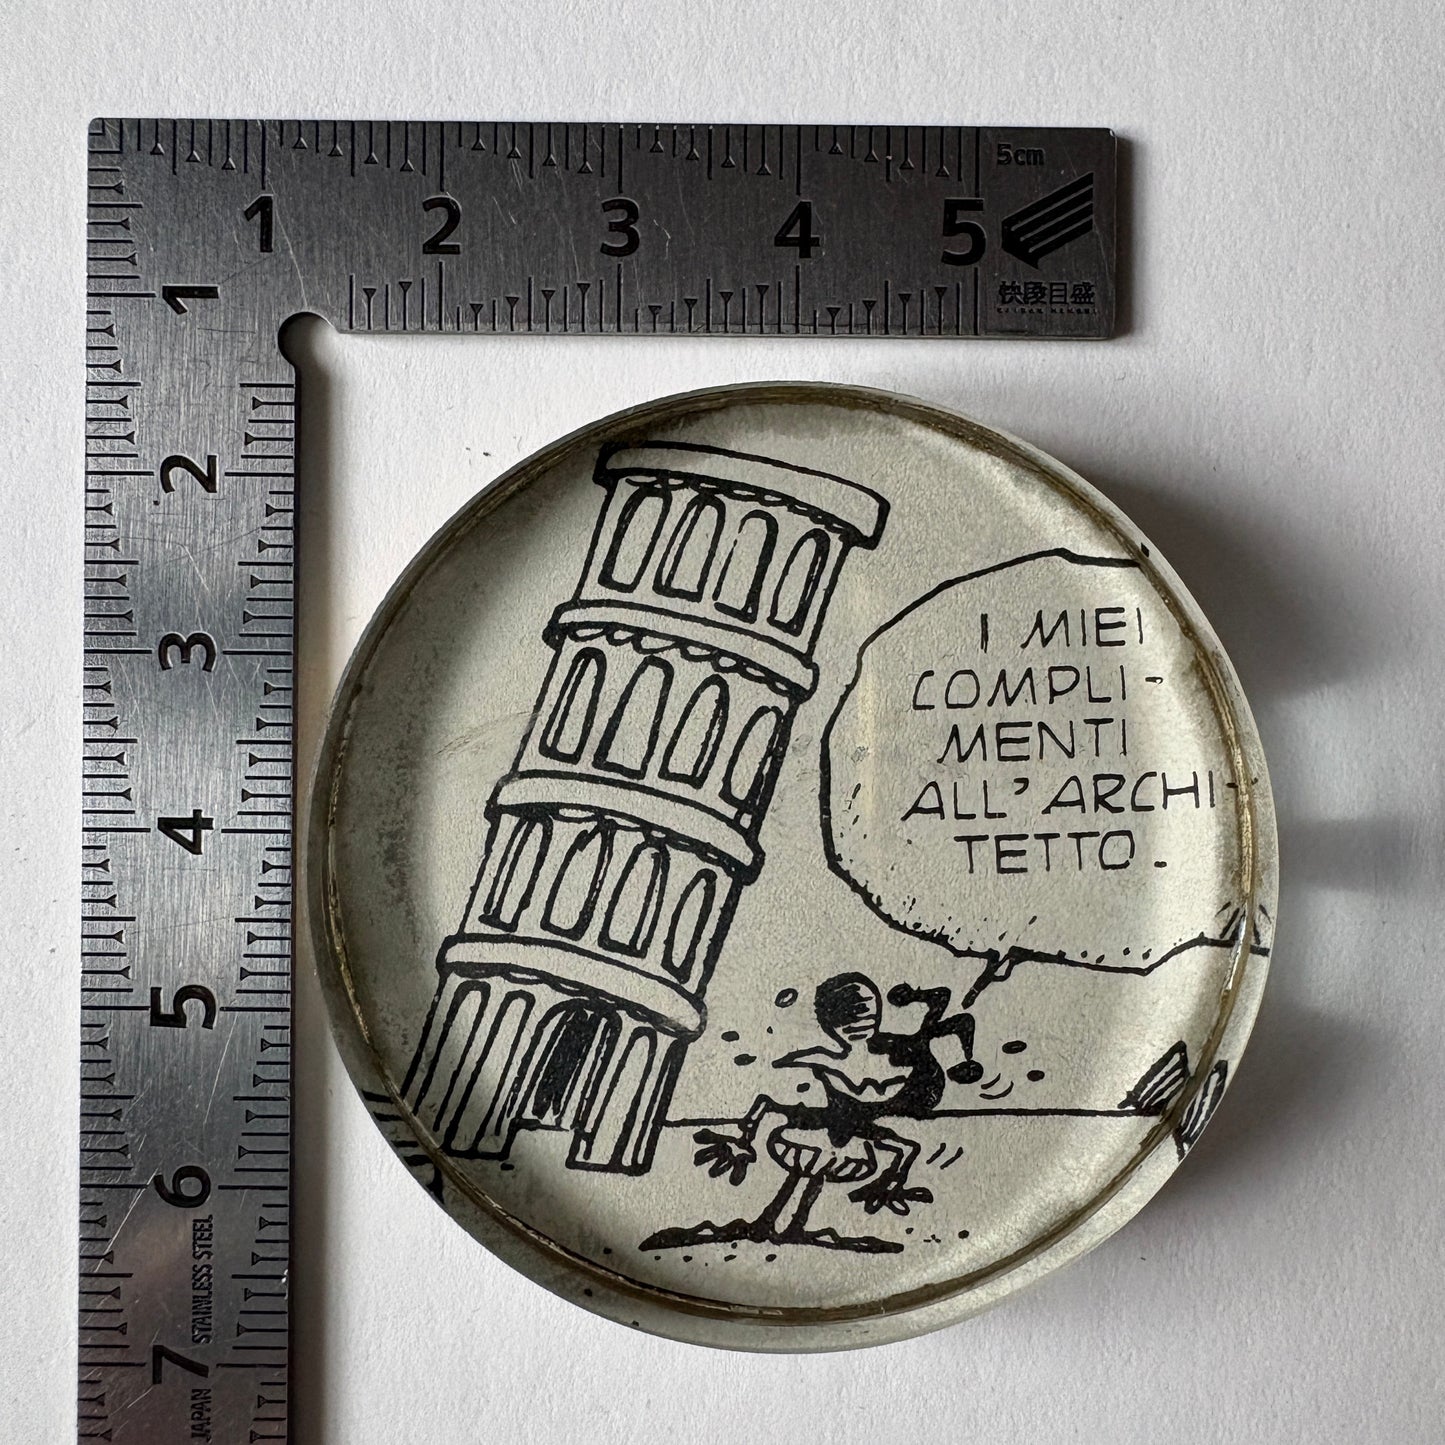 5cm
1 2 3 4 5
快段目盛
1
2
3
4
5
6
7
STAINLESS STEEL
JAPAN
I MIEI
COMPLI-
MENTI
ALL'ARCHI-
TETTO.